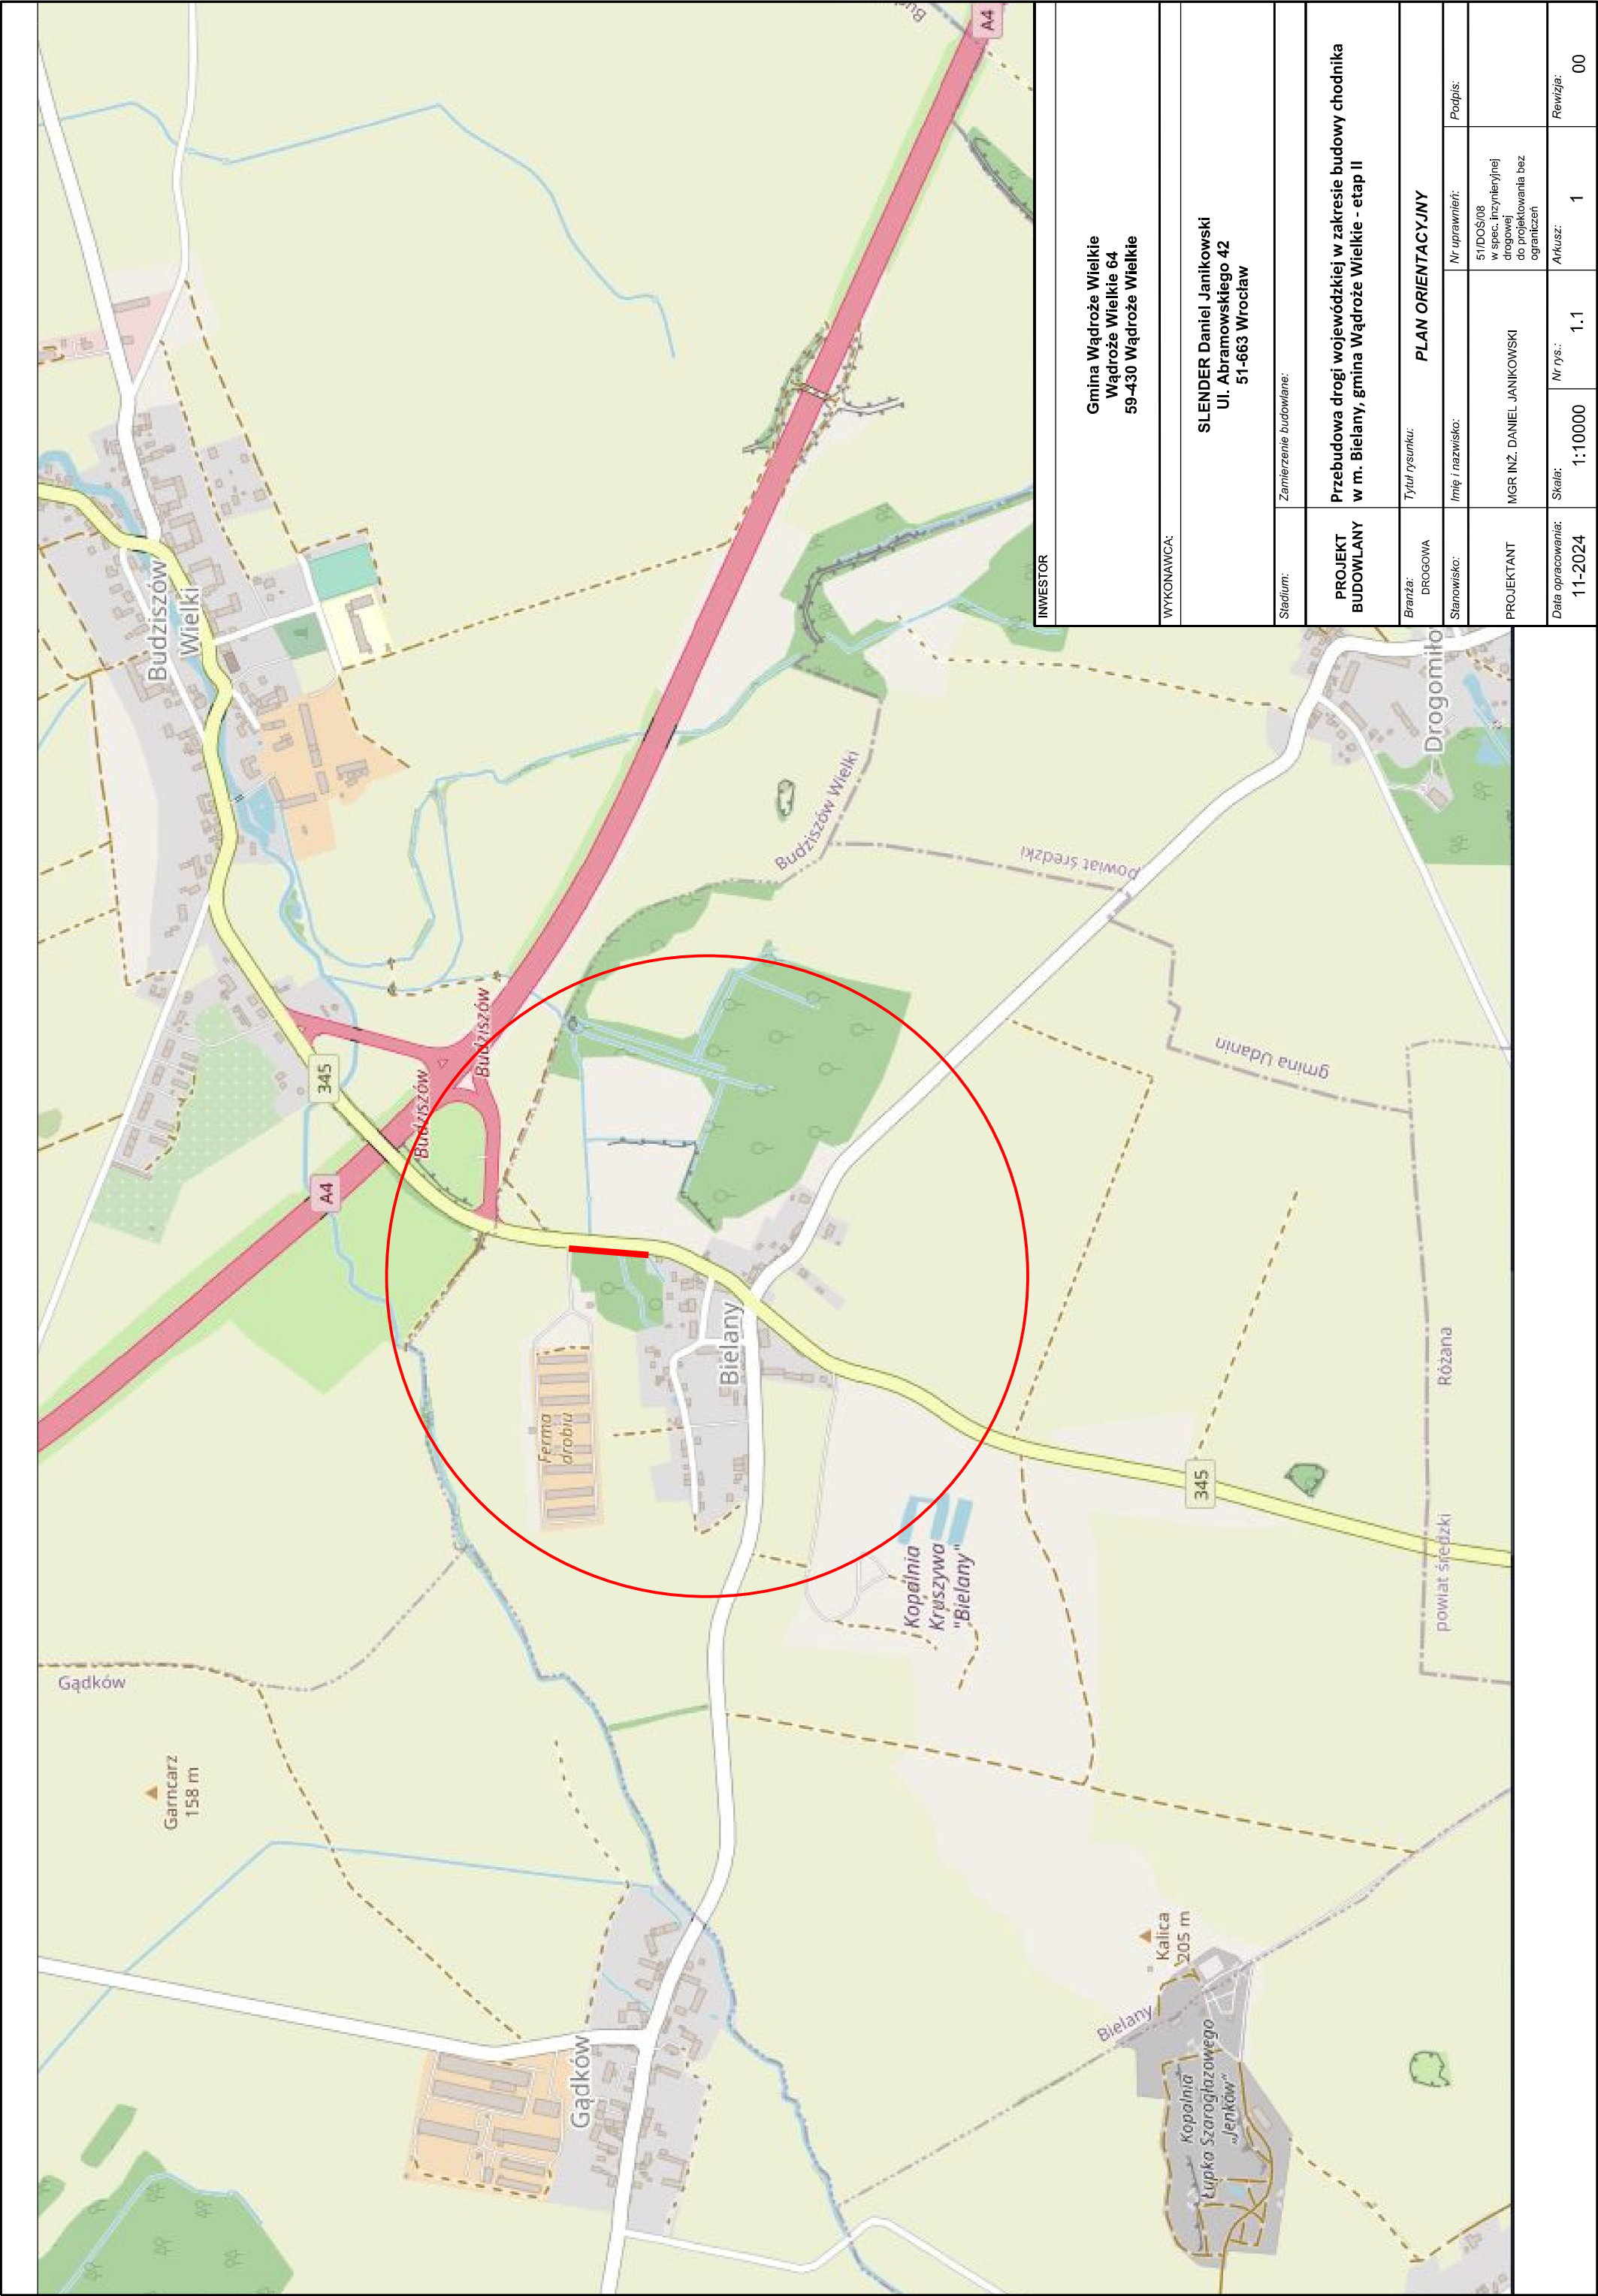 Gądków
Garncarz
158 m
Gądków
Budziszów
Wielki
345
A4
Budziszów
Budziszów
A4
Budziszów Wielki
powiat średzki
gmina Udanin
Ferma
drobiu
Bielany
Kopalnia
Kruszywa
"Bielany"
345
Różana
powiat średzki
Kalica
205 m
Bielany
Kopalnia
Łupka Szarogłazowego
„Jenków”
Drogomiło
INWESTOR
Gmina Wądroże Wielkie
Wądroże Wielkie 64
59-430 Wądroże Wielkie
WYKONAWCA:
SLENDER Daniel Janikowski
Ul. Abramowskiego 42
51-663 Wrocław
Stadium:
Zamierzenie budowlane:
PROJEKT
BUDOWLANY
Przebudowa drogi wojewódzkiej w zakresie budowy chodnika
w m. Bielany, gmina Wądroże Wielkie - etap II
Branża:
DROGOWA
Tytuł rysunku:
PLAN ORIENTACYJNY
Stanowisko:
Imię i nazwisko:
Nr uprawnień:
Podpis:
PROJEKTANT
MGR INŻ. DANIEL JANIKOWSKI
51/DOŚ/08
w spec. inżynieryjnej
drogowej
do projektowania bez
ograniczeń
Data opracowania:
11-2024
Skala:
1:10000
Nr rys.:
1.1
Arkusz:
1
Rewizja:
00